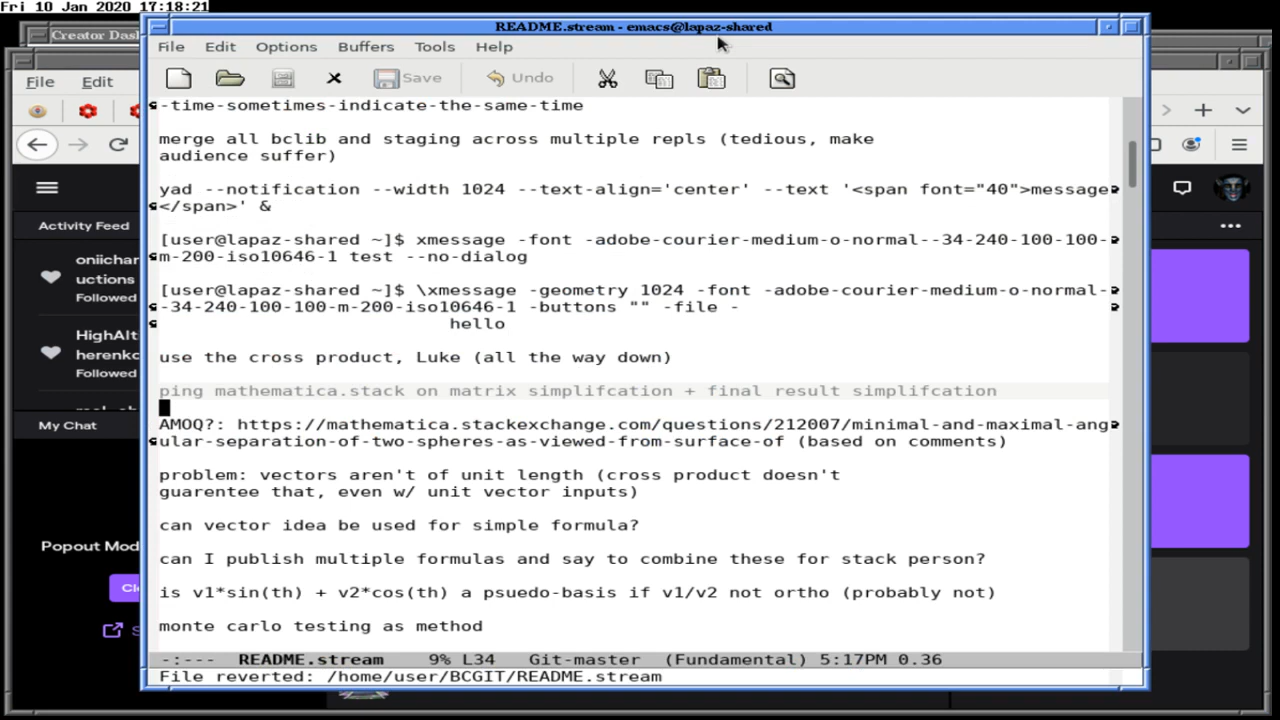 Fri 10 Jan 2020 17:18:21
Creator Dash
README.stream - emacs@lapaz-shared
File Edit
File Edit Options Buffers Tools Help
Save Undo
-time-sometimes-indicate-the-same-time
merge all bclib and staging across multiple repls (tedious, make
audience suffer)
yad --notification --width 1024 --text-align='center' --text '<span font="40">message
</span>' &
[user@lapaz-shared ~]$ xmessage -font -adobe-courier-medium-o-normal--34-240-100-100-
m-200-iso10646-1 test --no-dialog
[user@lapaz-shared ~]$ \xmessage -geometry 1024 -font -adobe-courier-medium-o-normal-
-34-240-100-100-m-200-iso10646-1 -buttons "" -file -
hello
use the cross product, Luke (all the way down)
ping mathematica.stack on matrix simplifcation + final result simplifcation
AMOQ?: https://mathematica.stackexchange.com/questions/212007/minimal-and-maximal-ang
ular-separation-of-two-spheres-as-viewed-from-surface-of (based on comments)
problem: vectors aren't of unit length (cross product doesn't
guarentee that, even w/ unit vector inputs)
can vector idea be used for simple formula?
can I publish multiple formulas and say to combine these for stack person?
is v1*sin(th) + v2*cos(th) a psuedo-basis if v1/v2 not ortho (probably not)
monte carlo testing as method
-:--- README.stream 9% L34 Git-master (Fundamental) 5:17PM 0.36
File reverted: /home/user/BCGIT/README.stream
Activity Feed
oniichar
uctions
Followed
HighAlti
herenko
Followed
My Chat
Popout Mod
Clo